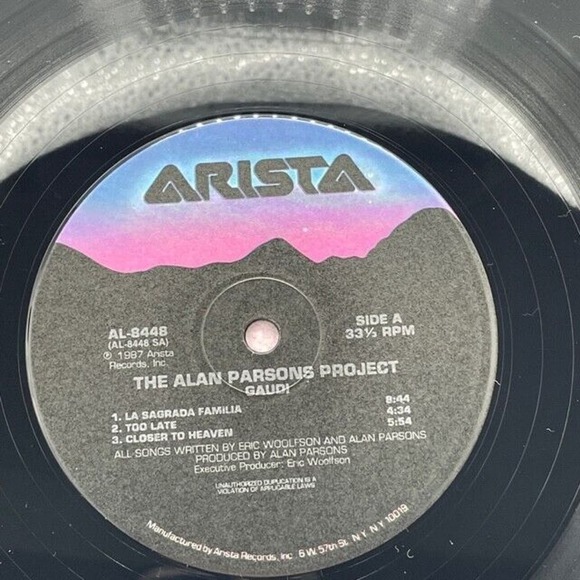 ARISTA
AL-8448
(AL-8448 SA)
℗ 1987 Arista
Records, Inc.
SIDE A
33⅓ RPM
THE ALAN PARSONS PROJECT
GAUDI
1. LA SAGRADA FAMILIA 8:44
2. TOO LATE 4:34
3. CLOSER TO HEAVEN 5:54
ALL SONGS WRITTEN BY ERIC WOOLFSON AND ALAN PARSONS
PRODUCED BY ALAN PARSONS
Executive Producer: Eric Woolfson
UNAUTHORIZED DUPLICATION IS A
VIOLATION OF APPLICABLE LAWS
Manufactured by Arista Records, Inc 6 W. 57th St. N.Y. N.Y 10019